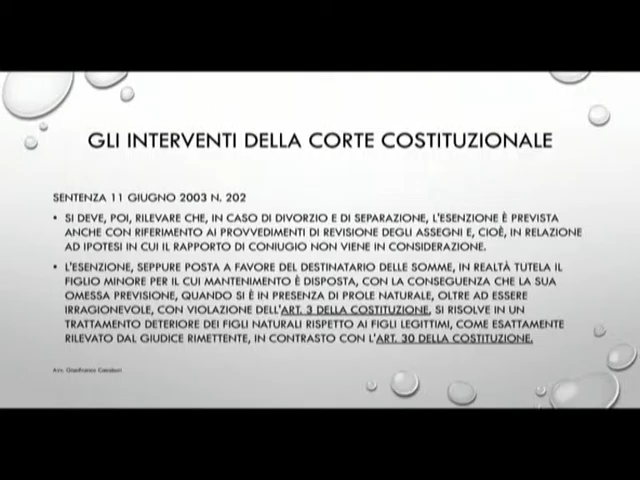 GLI INTERVENTI DELLA CORTE COSTITUZIONALE
SENTENZA 11 GIUGNO 2003 N. 202
• SI DEVE, POI, RILEVARE CHE, IN CASO DI DIVORZIO E DI SEPARAZIONE, L'ESENZIONE È PREVISTA
ANCHE CON RIFERIMENTO AI PROVVEDIMENTI DI REVISIONE DEGLI ASSEGNI E, CIOÈ, IN RELAZIONE
AD IPOTESI IN CUI IL RAPPORTO DI CONIUGIO NON VIENE IN CONSIDERAZIONE.
• L'ESENZIONE, SEPPURE POSTA A FAVORE DEL DESTINATARIO DELLE SOMME, IN REALTÀ TUTELA IL
FIGLIO MINORE PER IL CUI MANTENIMENTO È DISPOSTA, CON LA CONSEGUENZA CHE LA SUA
OMESSA PREVISIONE, QUANDO SI È IN PRESENZA DI PROLE NATURALE, OLTRE AD ESSERE
IRRAGIONEVOLE, CON VIOLAZIONE DELL'ART. 3 DELLA COSTITUZIONE, SI RISOLVE IN UN
TRATTAMENTO DETERIORE DEI FIGLI NATURALI RISPETTO AI FIGLI LEGITTIMI, COME ESATTAMENTE
RILEVATO DAL GIUDICE RIMETTENTE, IN CONTRASTO CON L'ART. 30 DELLA COSTITUZIONE.
Avv. Gianfranco